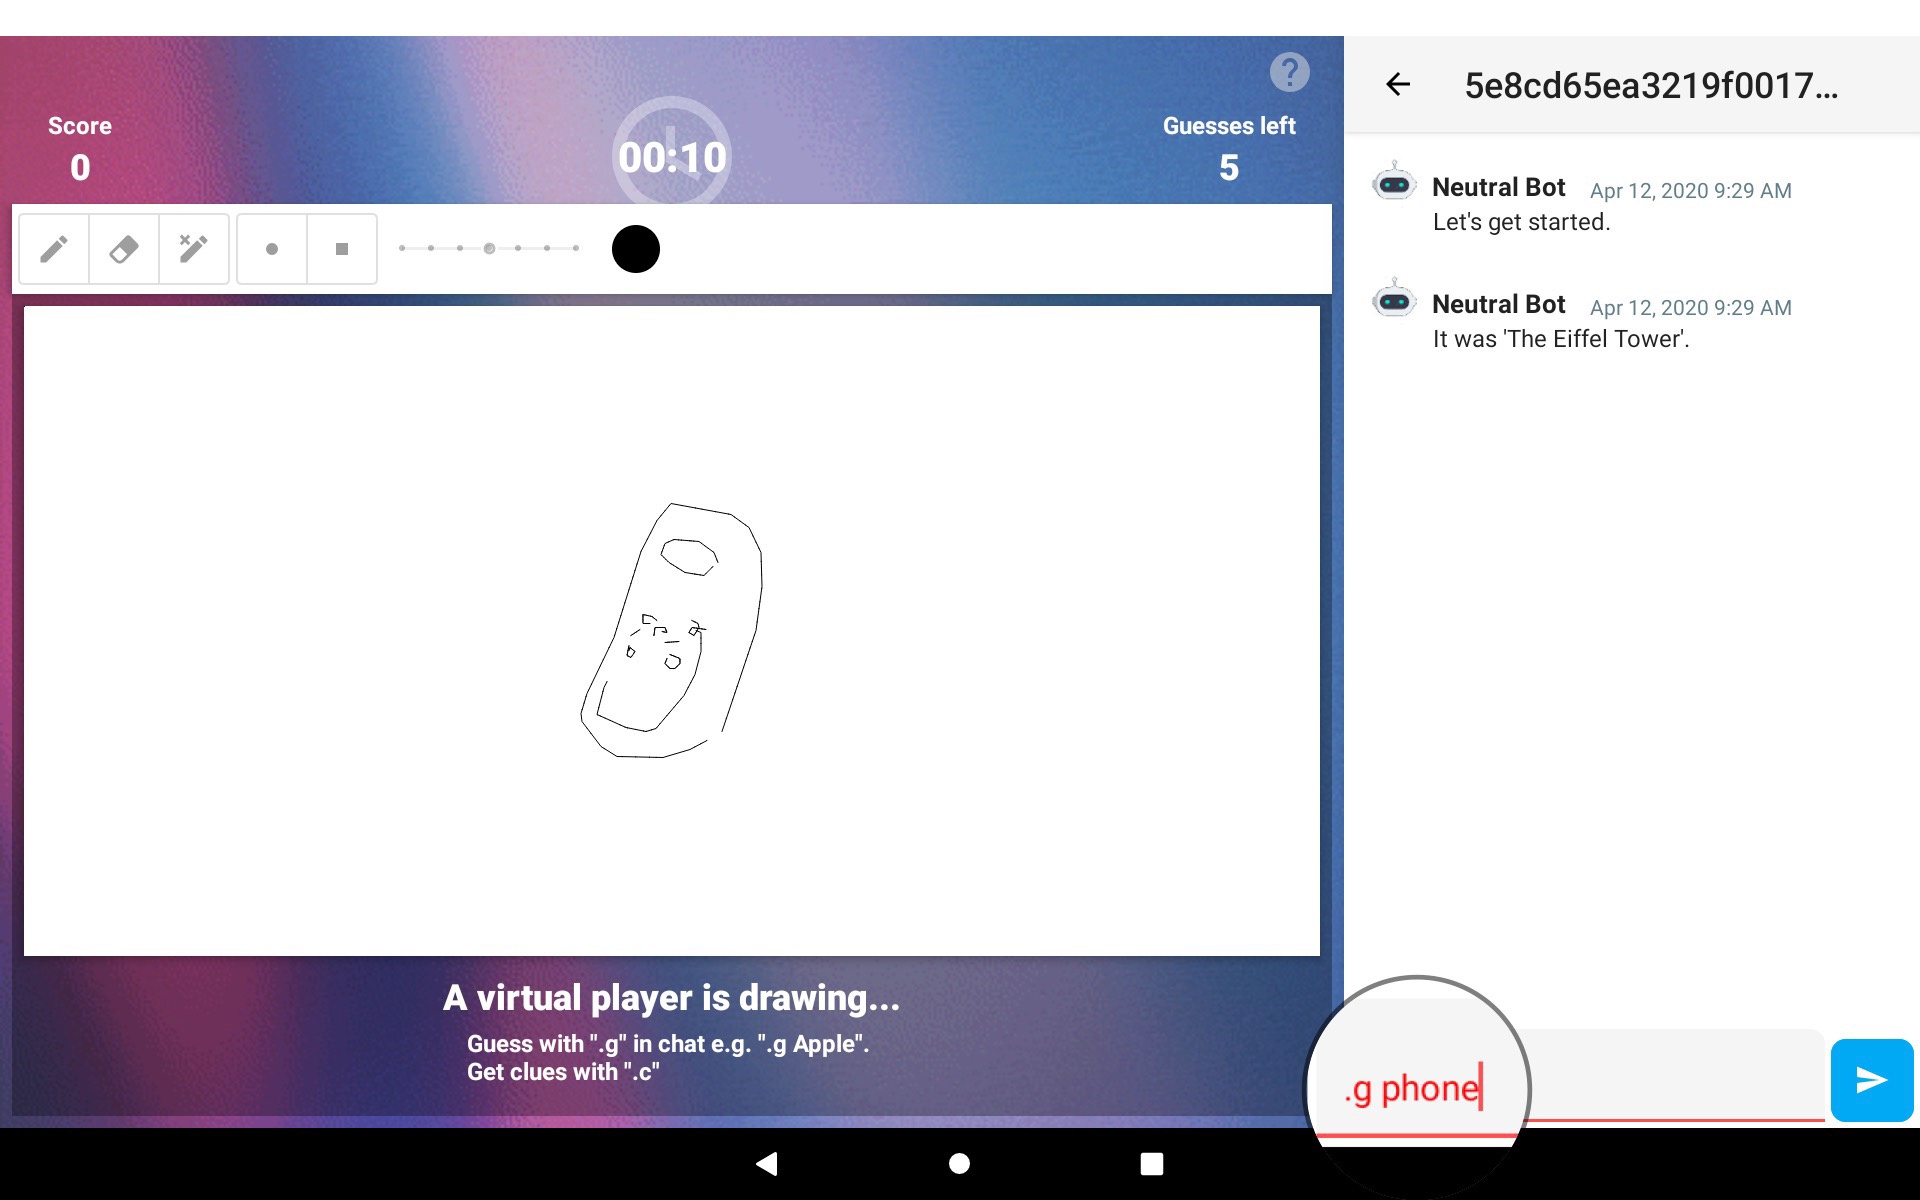 Score
0
00:10
?
Guesses left
5
A virtual player is drawing...
Guess with ".g" in chat e.g. ".g Apple".
Get clues with ".c"
5e8cd65ea3219f0017...
Neutral Bot Apr 12, 2020 9:29 AM
Let's get started.
Neutral Bot Apr 12, 2020 9:29 AM
It was 'The Eiffel Tower'.
.g phone